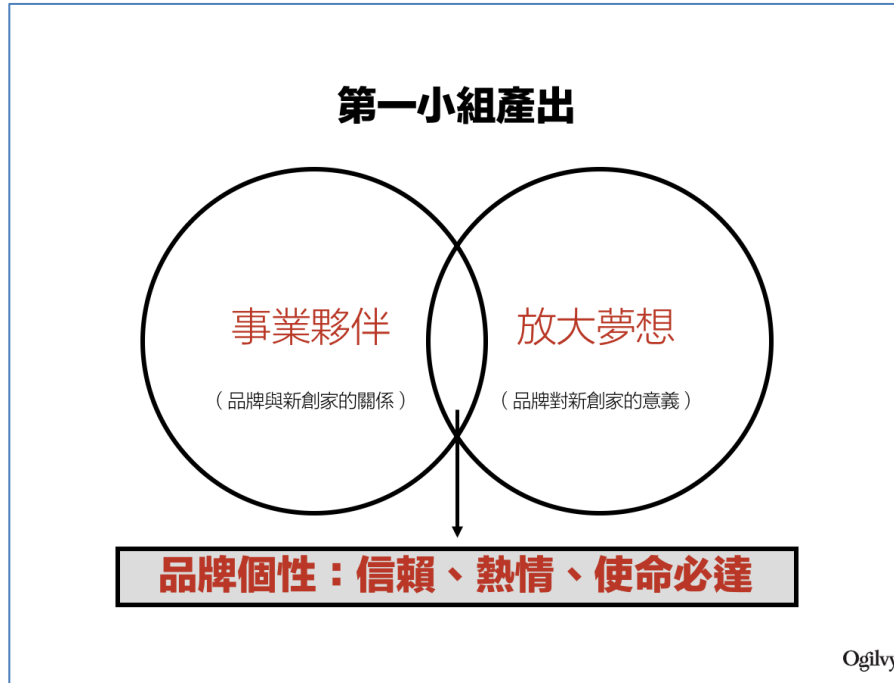 第一小組產出
事業夥伴
放大夢想
（品牌與新創家的關係）
（品牌對新創家的意義）
品牌個性：信賴、熱情、使命必達
Ogilvy